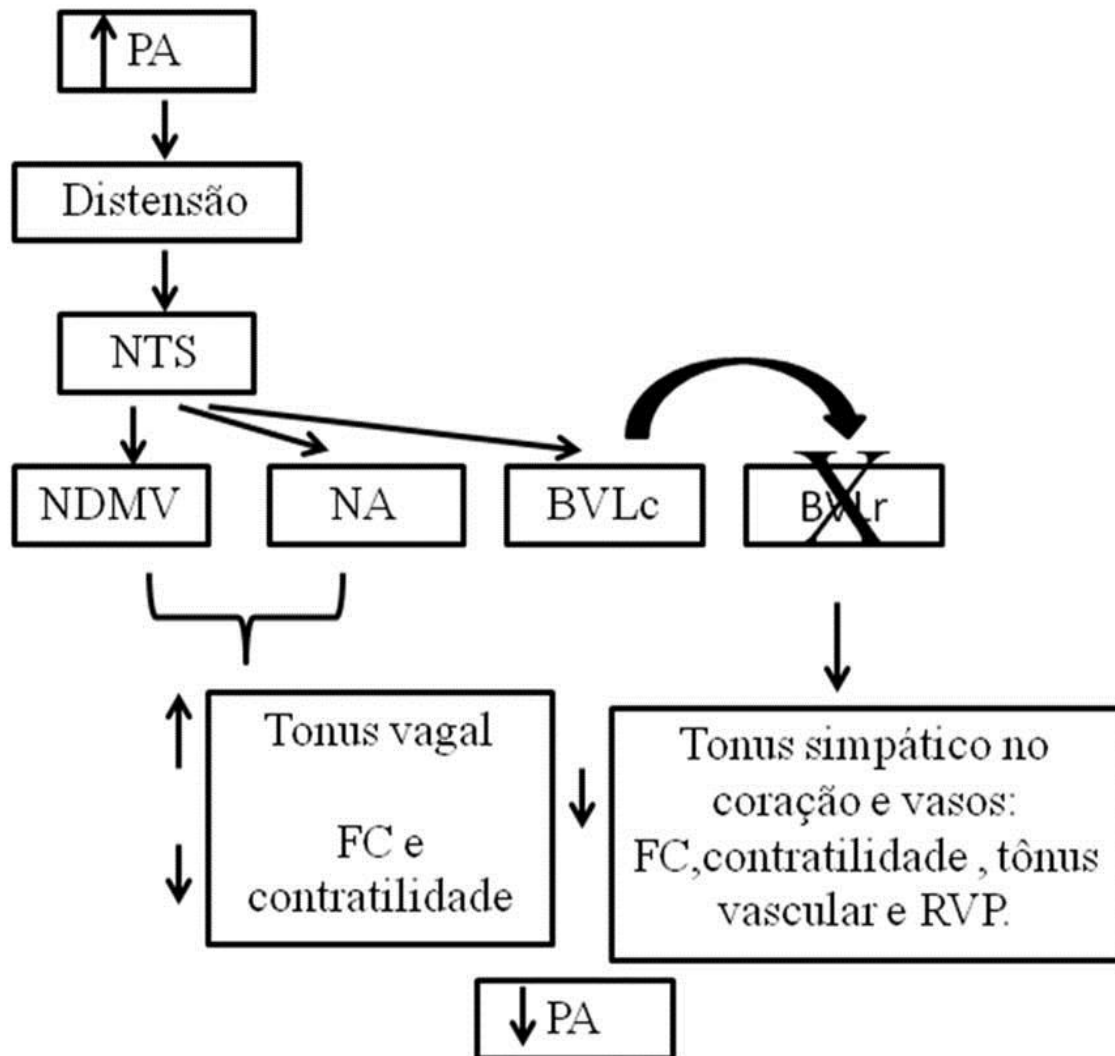 PA
Distensão
NTS
NDMV
NA
BVLc
BVLr
Tonus vagal
FC e
contratilidade
Tonus simpático no
coração e vasos:
FC,contratilidade , tônus
vascular e RVP.
PA